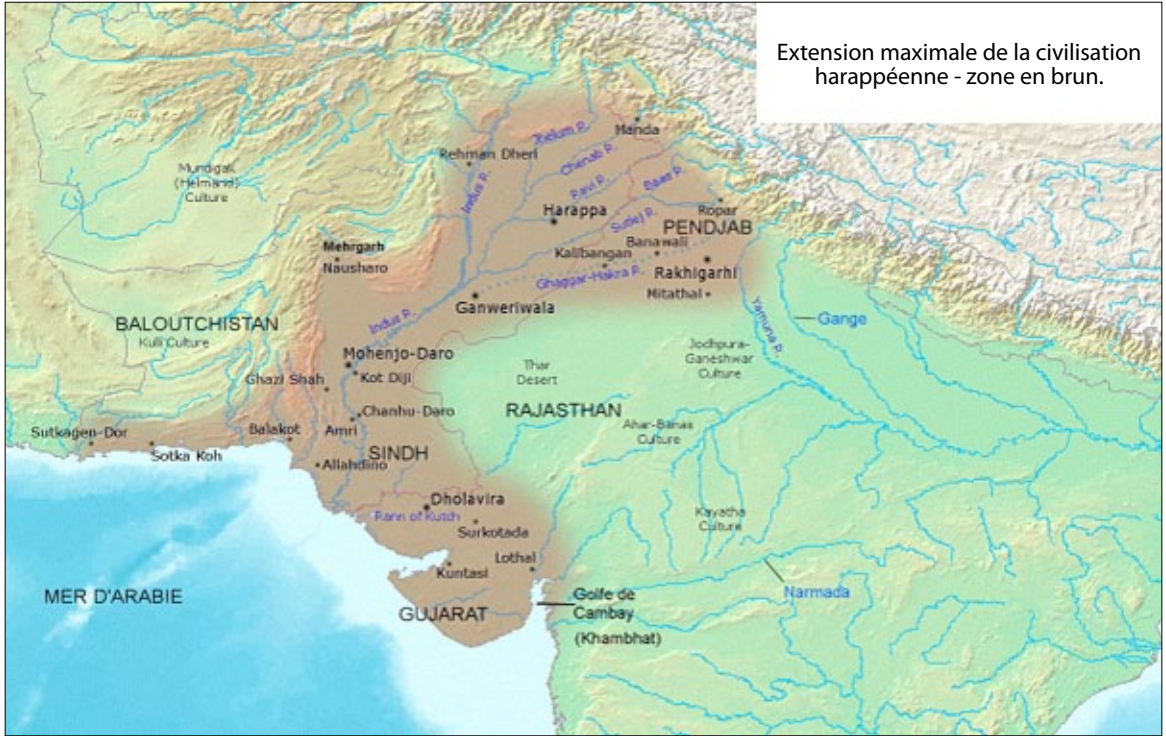 Extension maximale de la civilisation
harappéenne - zone en brun.
Manda
Jhelum P.
Rehman Dheri
Chenab P.
Mundigak
(Helmand)
Culture
Indus P.
Ravi P.
Beas P.
Ropar
Harappa
Sutlej P.
PENDJAB
Banawali
Mehrgarh
Nausharo
Kalibangan
Rakhigarhi
Ghaggar-Hakra P.
Mitathal
Ganweriwala
Yamuna P.
Gange
BALOUTCHISTAN
Kulli Culture
Indus P.
Mohenjo-Daro
Kot Diji
Ghazi Shah
Thar
Desert
Jodhpura-
Ganeshwar
Culture
Chanhu-Daro
RAJASTHAN
Amri
Ahar-Banas
Culture
Sutkagen-Dor
Balakot
Sotka Koh
SINDH
Allahdino
Dholavira
Rann of Kutch
Surkotada
Kayatha
Culture
Lothal
Kuntasi
Narmada
MER D'ARABIE
GUJARAT
Golfe de
Cambay
(Khambhat)